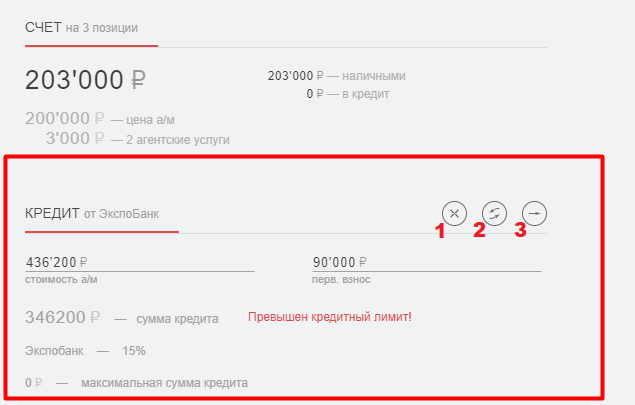 СЧЕТ на 3 позиции
203'000 ₽
203'000 ₽ — наличными
0 ₽ — в кредит
200'000 ₽ — цена а/м
3'000 ₽ — 2 агентские услуги
КРЕДИТ от ЭкспоБанк
1 2 3
436'200 ₽ 90'000 ₽
стоимость а/м перв. взнос
346200 ₽ — сумма кредита Превышен кредитный лимит!
Экспобанк — 15%
0 ₽ — максимальная сумма кредита